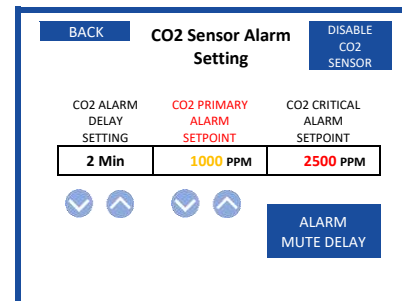 BACK
CO2 Sensor Alarm
Setting
DISABLE
CO2
SENSOR
CO2 ALARM
DELAY
SETTING
CO2 PRIMARY
ALARM
SETPOINT
CO2 CRITICAL
ALARM
SETPOINT
2 Min
1000 PPM
2500 PPM
ALARM
MUTE DELAY